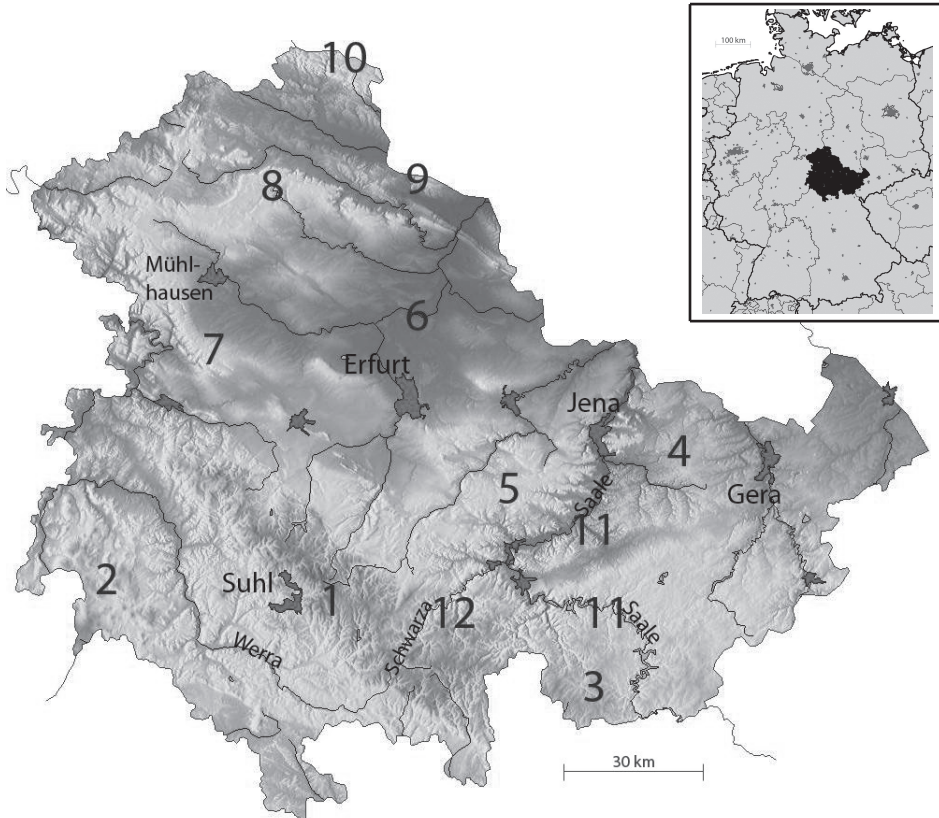 10
100 km
9
8
Mühl-
hausen
6
7
Erfurt
Jena
4
5
Saale
Gera
11
2
Suhl
1
Schwarza
12
11
Saale
Werra
3
30 km